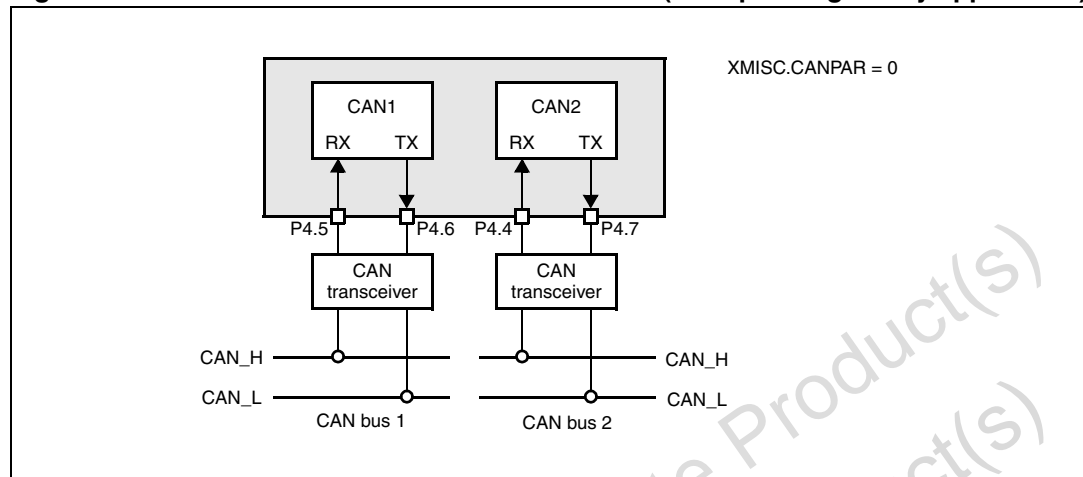 XMISC.CANPAR = 0
CAN1
CAN2
RX TX
RX TX
P4.5
P4.6
P4.4
P4.7
CAN
transceiver
CAN
transceiver
CAN_H
CAN_H
CAN_L
CAN_L
CAN bus 1
CAN bus 2
Product(s)